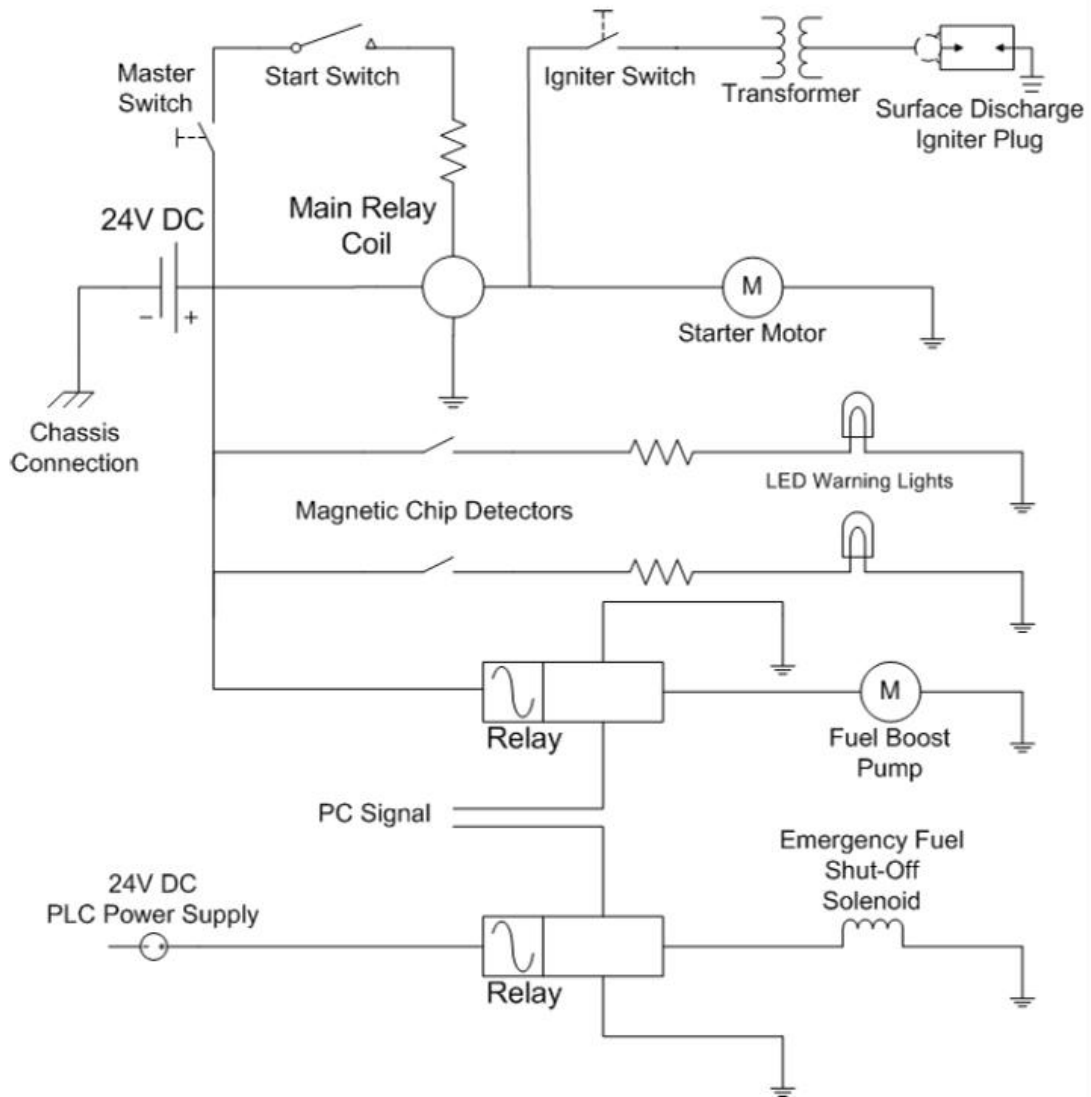 Master
Switch
Start Switch
Igniter Switch
Transformer
Surface Discharge
Igniter Plug
24V DC
Main Relay
Coil
M
Starter Motor
− +
Chassis
Connection
LED Warning Lights
Magnetic Chip Detectors
M
Relay
Fuel Boost
Pump
PC Signal
Emergency Fuel
Shut-Off
Solenoid
24V DC
PLC Power Supply
Relay